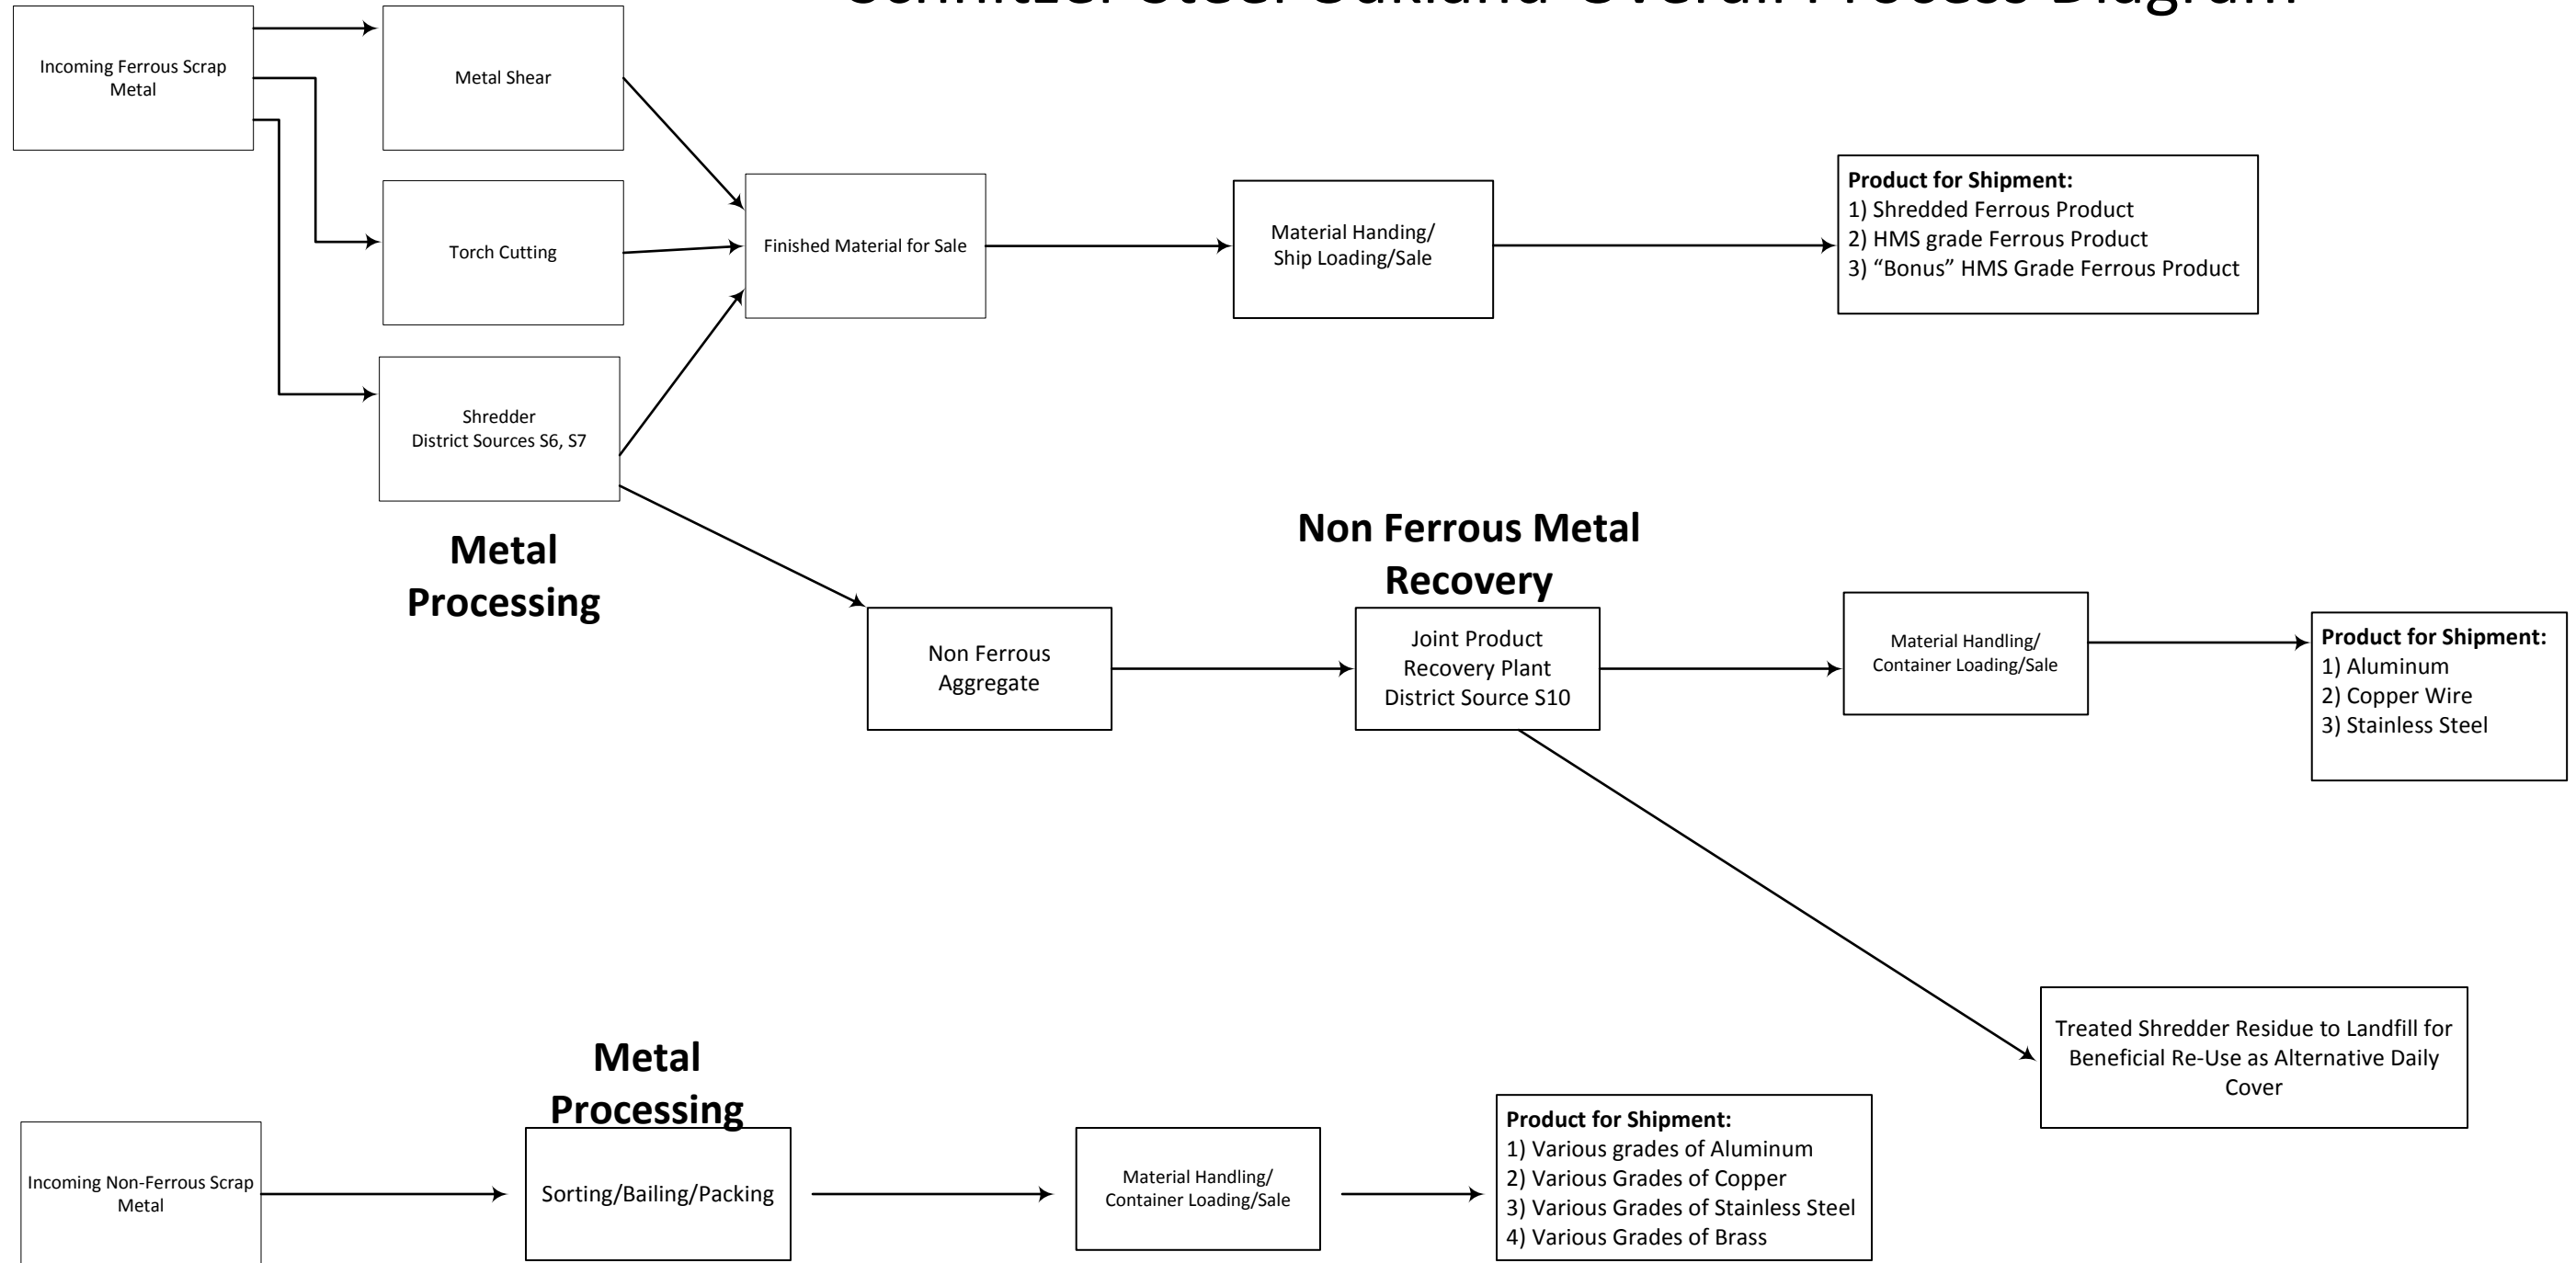 Schnitzer Steel Oakland Overall Process Diagram
Incoming Ferrous Scrap
Metal
Metal Shear
Torch Cutting
Shredder
District Sources S6, S7
Finished Material for Sale
Material Handing/
Ship Loading/Sale
Product for Shipment:
1) Shredded Ferrous Product
2) HMS grade Ferrous Product
3) “Bonus” HMS Grade Ferrous Product
Metal
Processing
Non Ferrous
Aggregate
Non Ferrous Metal
Recovery
Joint Product
Recovery Plant
District Source S10
Material Handling/
Container Loading/Sale
Product for Shipment:
1) Aluminum
2) Copper Wire
3) Stainless Steel
Treated Shredder Residue to Landfill for
Beneficial Re-Use as Alternative Daily
Cover
Incoming Non-Ferrous Scrap
Metal
Metal
Processing
Sorting/Bailing/Packing
Material Handling/
Container Loading/Sale
Product for Shipment:
1) Various grades of Aluminum
2) Various Grades of Copper
3) Various Grades of Stainless Steel
4) Various Grades of Brass